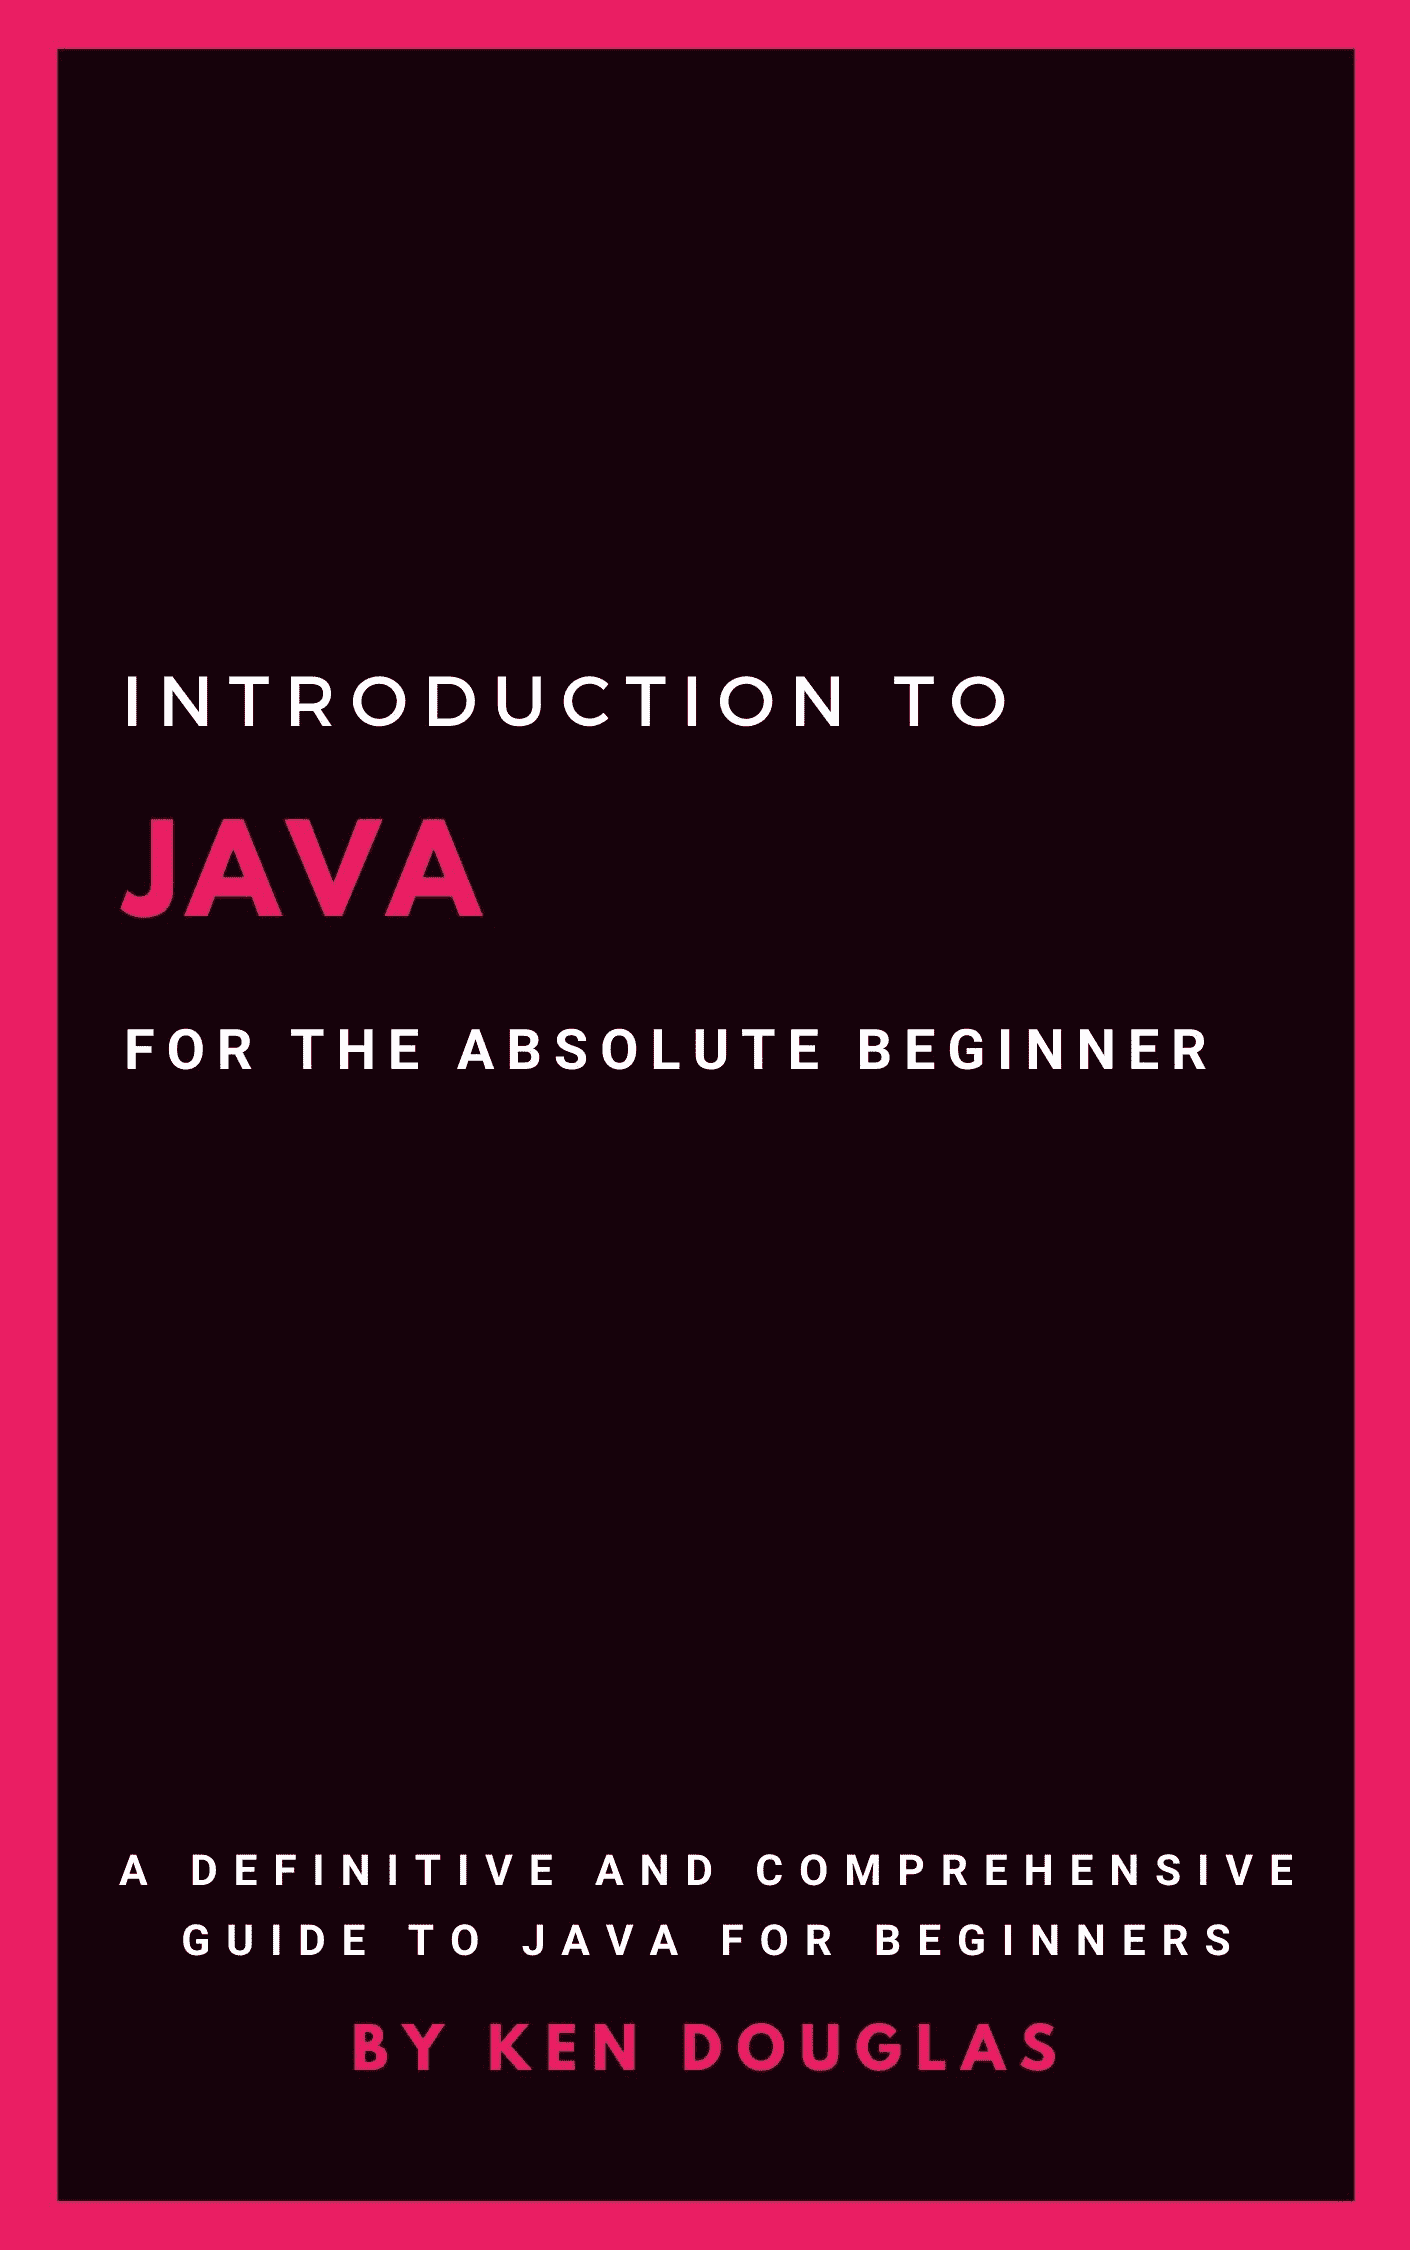 INTRODUCTION TO
JAVA
FOR THE ABSOLUTE BEGINNER
A DEFINITIVE AND COMPREHENSIVE
GUIDE TO JAVA FOR BEGINNERS
BY KEN DOUGLAS